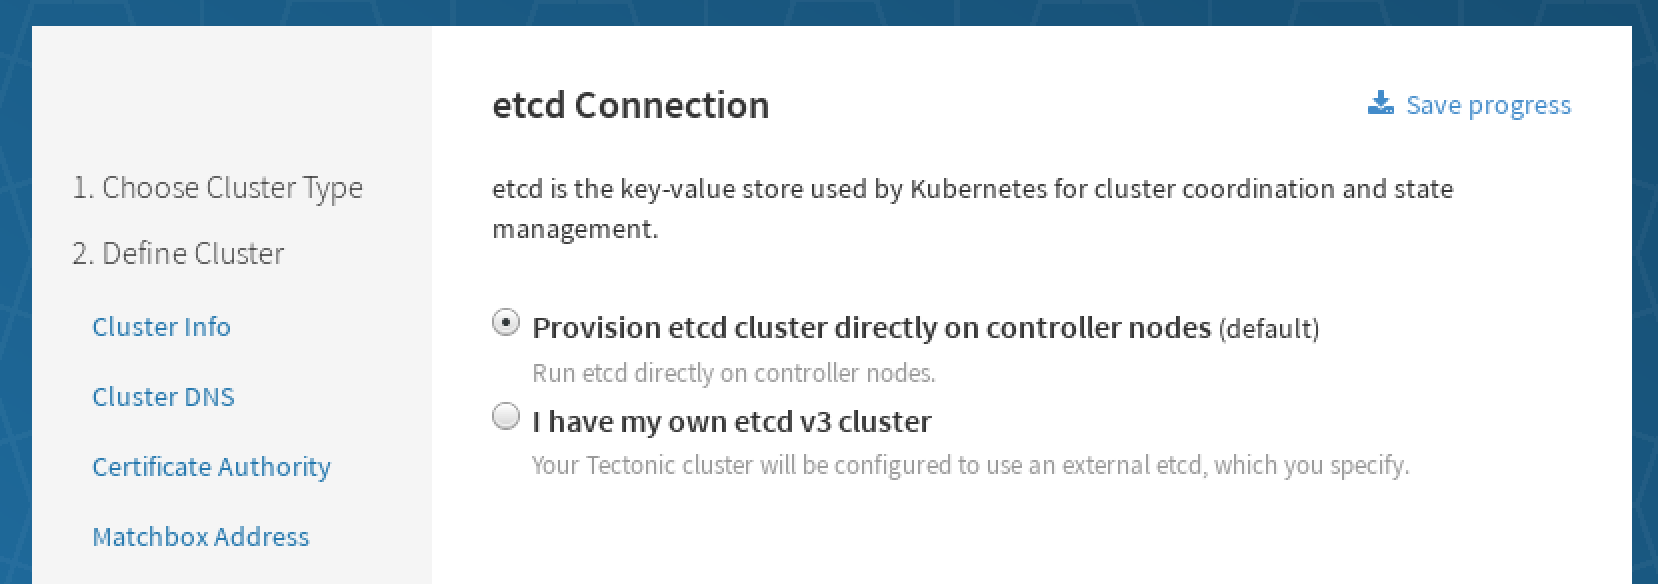 etcd Connection
Save progress
1. Choose Cluster Type
2. Define Cluster
Cluster Info
Cluster DNS
Certificate Authority
Matchbox Address
etcd is the key-value store used by Kubernetes for cluster coordination and state
management.
Provision etcd cluster directly on controller nodes (default)
Run etcd directly on controller nodes.
I have my own etcd v3 cluster
Your Tectonic cluster will be configured to use an external etcd, which you specify.